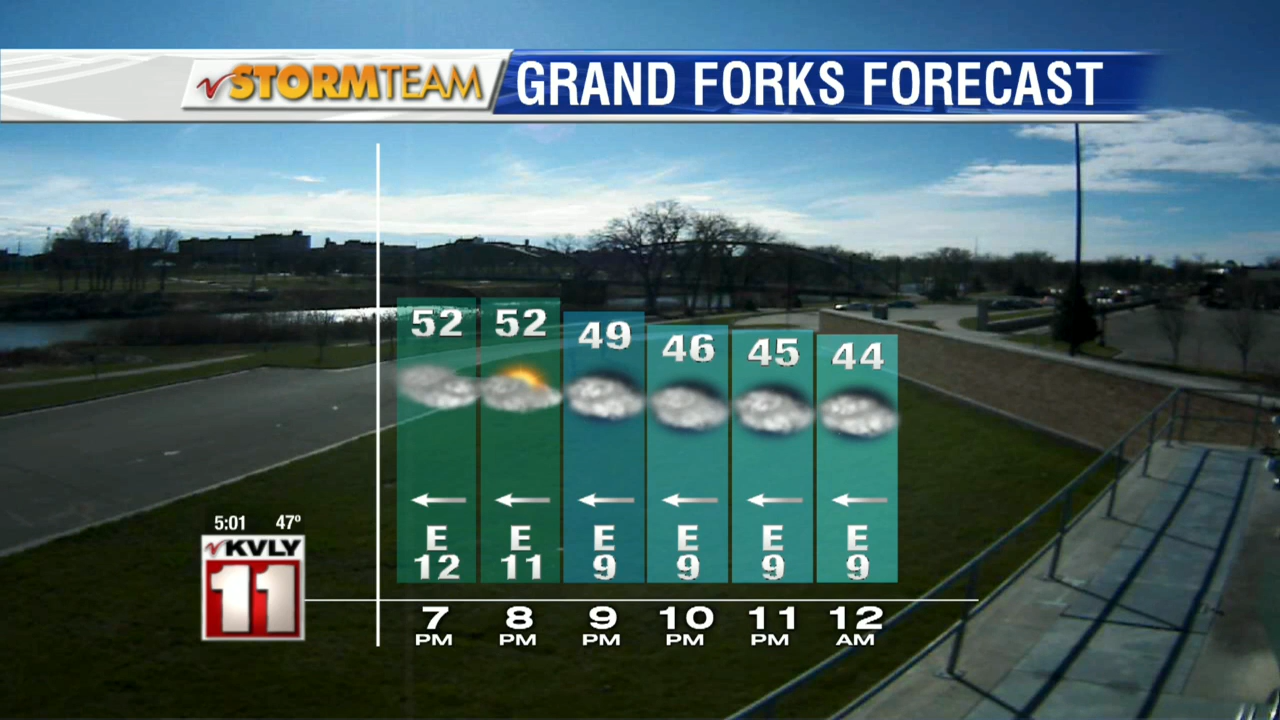 STORMTEAM GRAND FORKS FORECAST
52 52 49 46 45 44
E E E E E E
12 11 9 9 9 9
7 8 9 10 11 12
PM PM PM PM PM AM
5:01 47º
KVLY
11